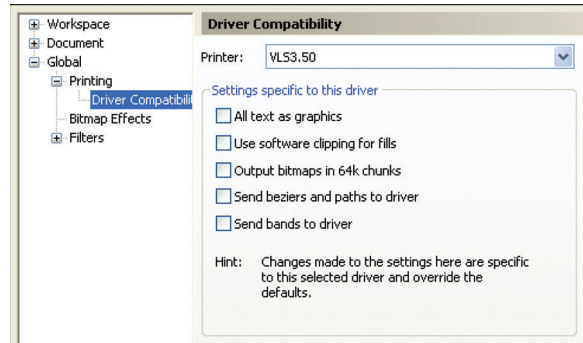 Workspace
Document
Global
Printing
Driver Compatibili
Bitmap Effects
Filters
Driver Compatibility
Printer: VLS3.50
Settings specific to this driver
All text as graphics
Use software clipping for fills
Output bitmaps in 64k chunks
Send beziers and paths to driver
Send bands to driver
Hint: Changes made to the settings here are specific
to this selected driver and override the
defaults.